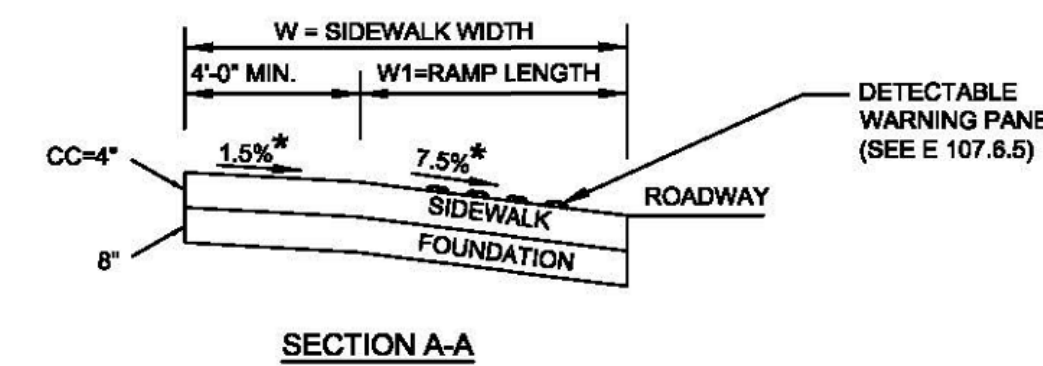 W = SIDEWALK WIDTH
4'-0" MIN.
W1=RAMP LENGTH
DETECTABLE
WARNING PANE
(SEE E 107.6.5)
CC=4"
1.5%*
7.5%*
SIDEWALK
ROADWAY
FOUNDATION
8"
SECTION A-A